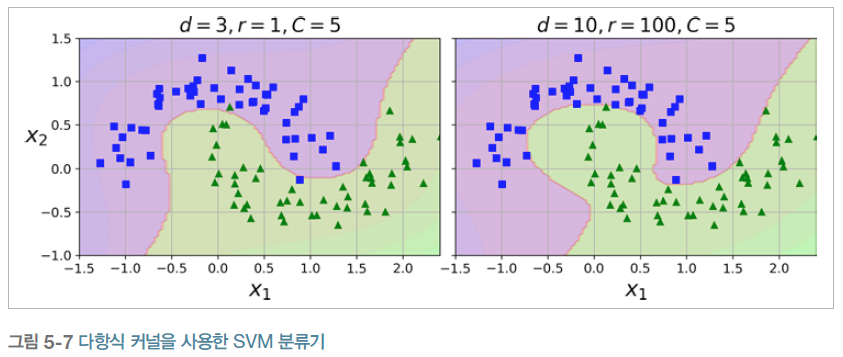 d = 3, r = 1, C = 5
1.5
1.0
0.5
0.0
−0.5
−1.0
x₂
−1.5 −1.0 −0.5 0.0 0.5 1.0 1.5 2.0
x₁
d = 10, r = 100, C = 5
−1.5 −1.0 −0.5 0.0 0.5 1.0 1.5 2.0
x₁
그림 5-7 다항식 커널을 사용한 SVM 분류기